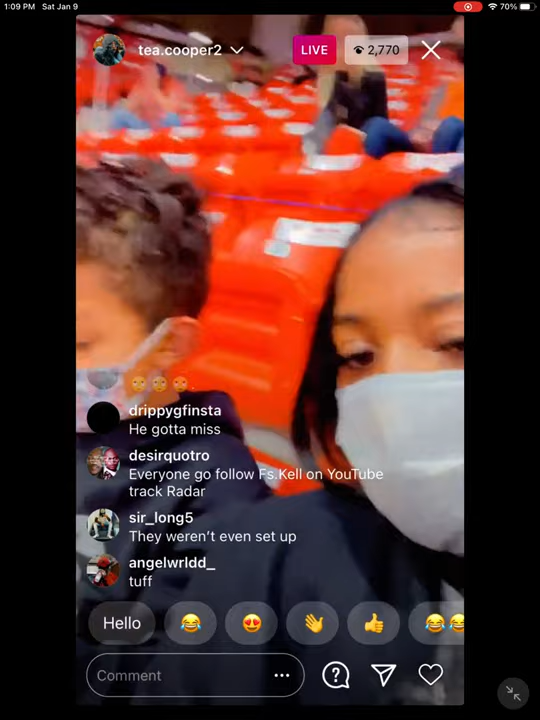 1:09 PM Sat Jan 9
70%
tea.cooper2
LIVE
2,770
drippygfinsta
He gotta miss
desirquotro
Everyone go follow Fs.Kell on YouTube
track Radar
sir_long5
They weren't even set up
angelwrldd_
tuff
Hello
Comment